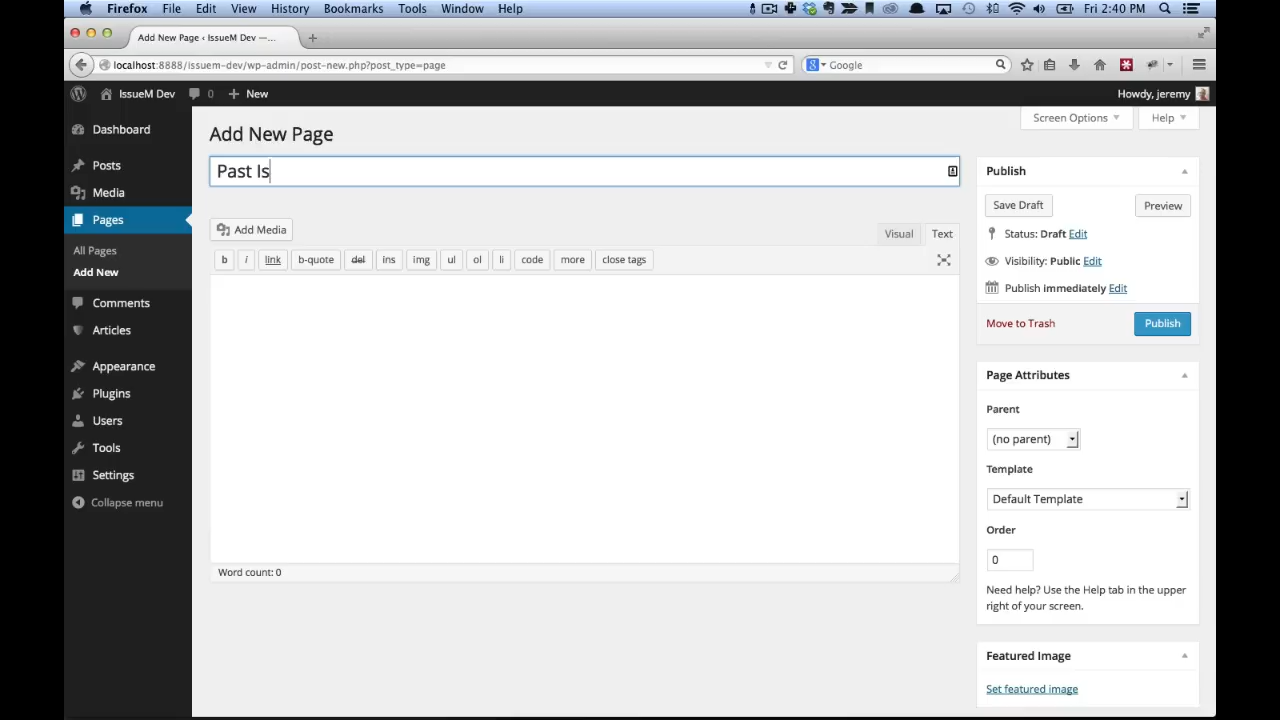 Firefox File Edit View History Bookmarks Tools Window Help Fri 2:40 PM
Add New Page ‹ IssueM Dev —...
localhost:8888/issuem-dev/wp-admin/post-new.php?post_type=page
Google
IssueM Dev 0 New Howdy, jeremy
Screen Options Help
Dashboard
Posts
Media
Pages
All Pages
Add New
Comments
Articles
Appearance
Plugins
Users
Tools
Settings
Collapse menu
Add New Page
Past Is
Add Media
Visual Text
b i link b-quote del ins img ul ol li code more close tags
Word count: 0
Publish
Save Draft Preview
Status: Draft Edit
Visibility: Public Edit
Publish immediately Edit
Move to Trash Publish
Page Attributes
Parent
(no parent)
Template
Default Template
Order
0
Need help? Use the Help tab in the upper
right of your screen.
Featured Image
Set featured image